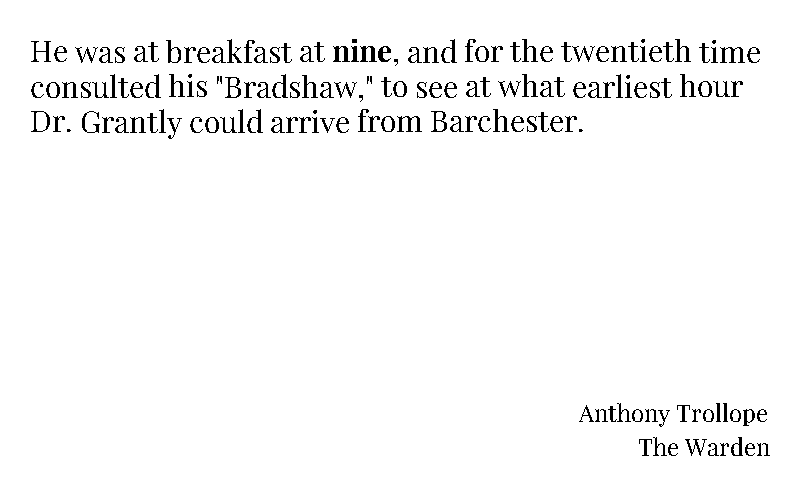 He was at breakfast at nine, and for the twentieth time
consulted his "Bradshaw," to see at what earliest hour
Dr. Grantly could arrive from Barchester.
Anthony Trollope
The Warden